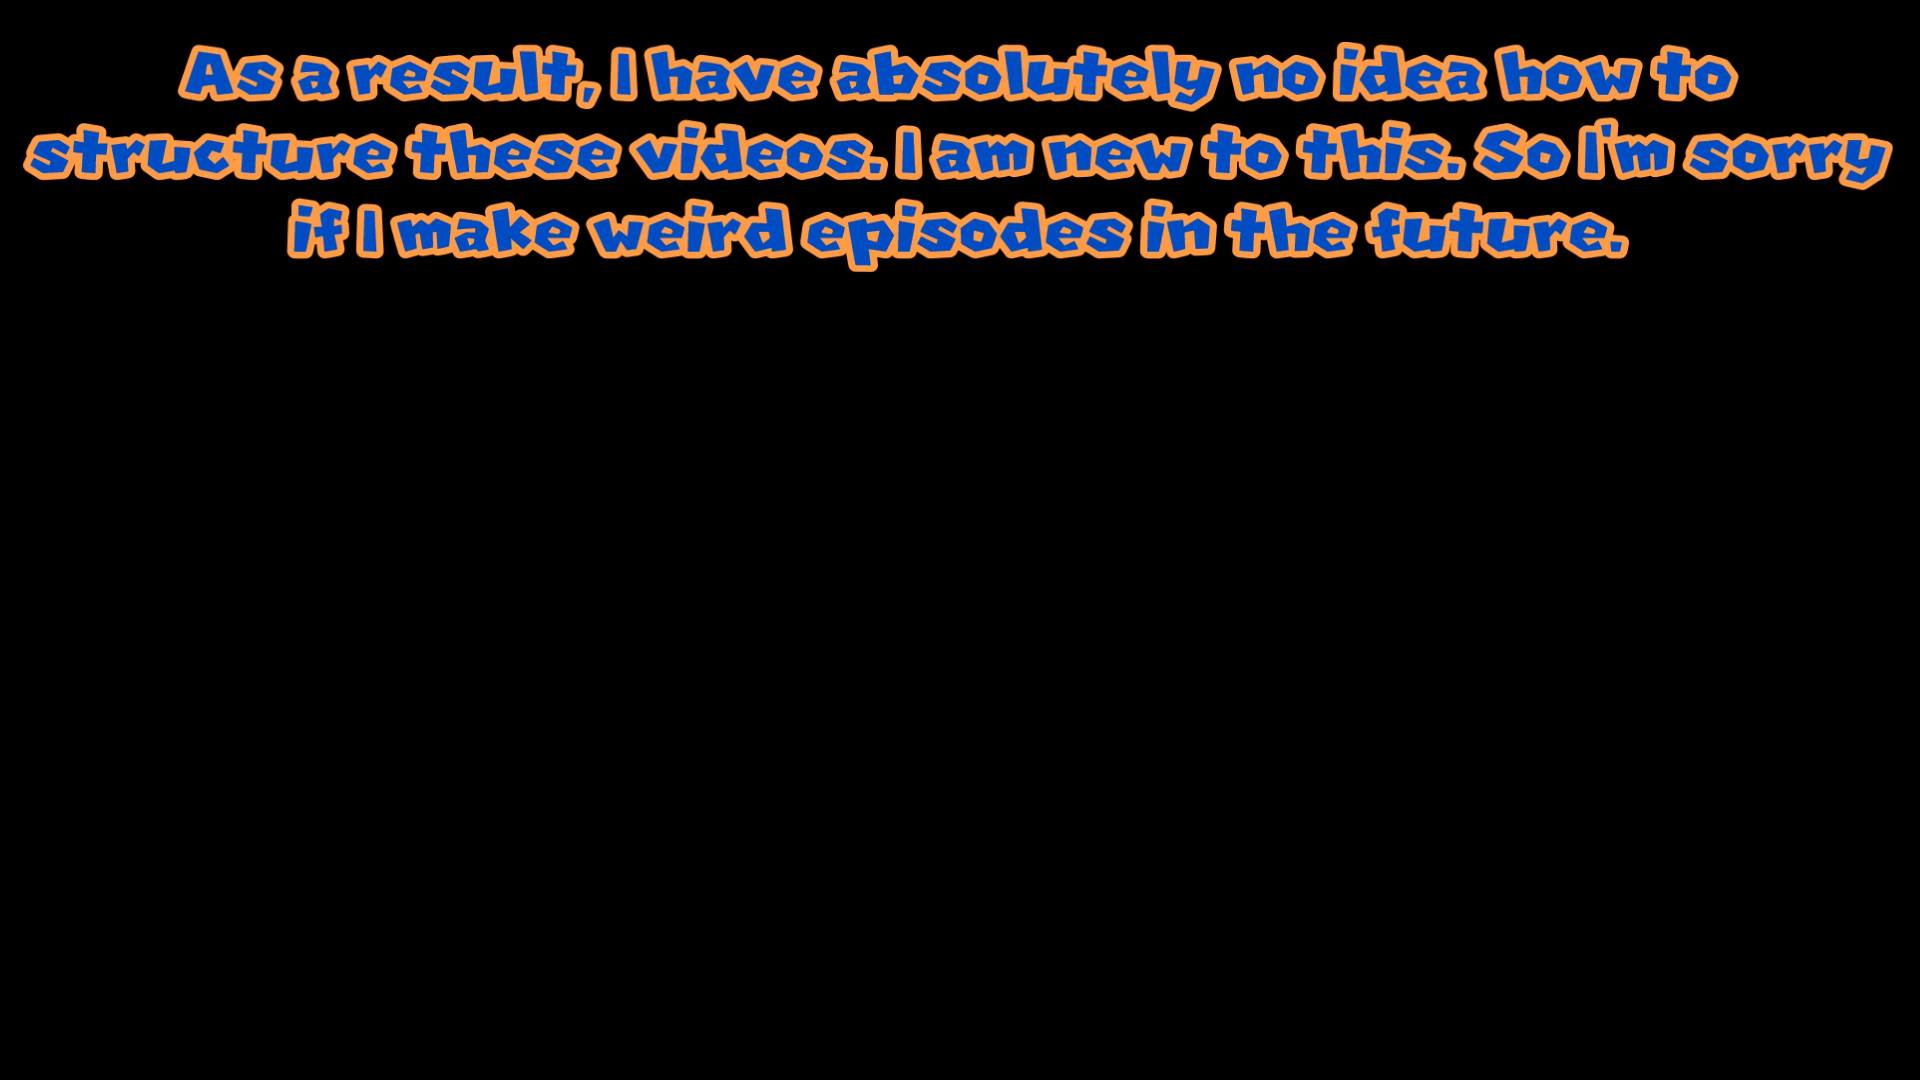 As a result, I have absolutely no idea how to
structure these videos. I am new to this. So I'm sorry
if I make weird episodes in the future.